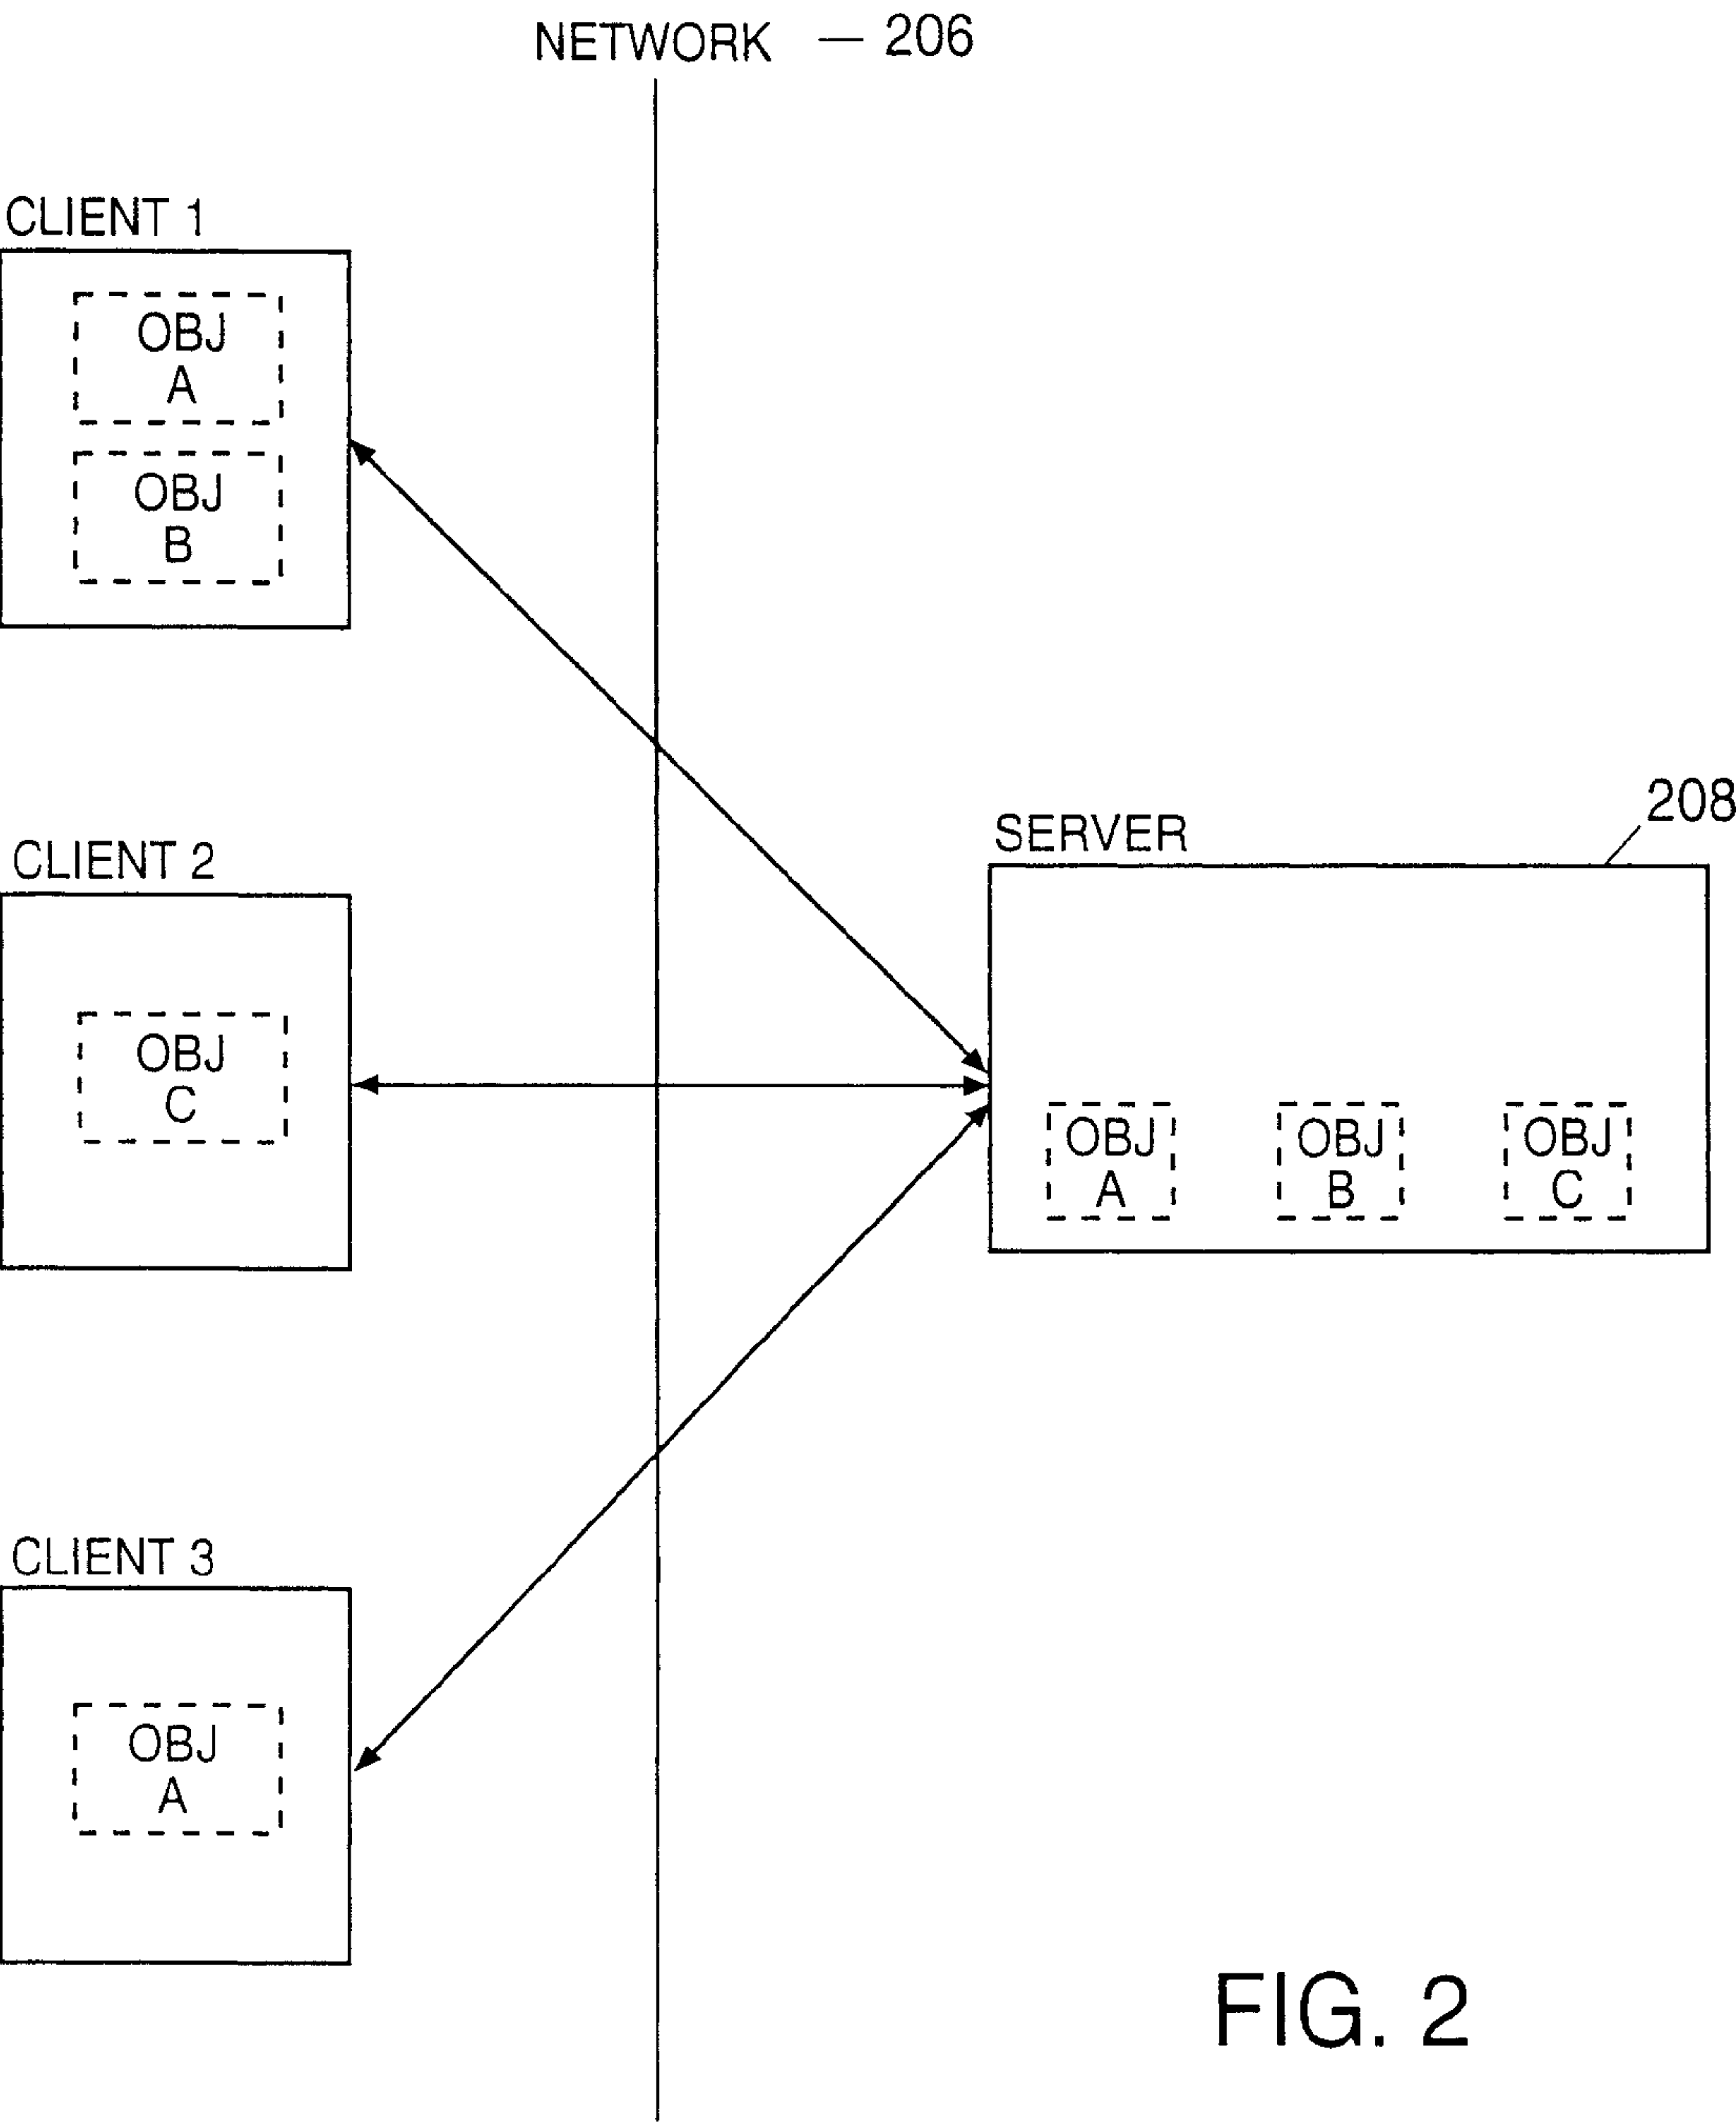 NETWORK — 206
CLIENT 1
OBJ
A
OBJ
B
CLIENT 2
OBJ
C
SERVER
208
OBJ
A
OBJ
B
OBJ
C
CLIENT 3
OBJ
A
FIG. 2